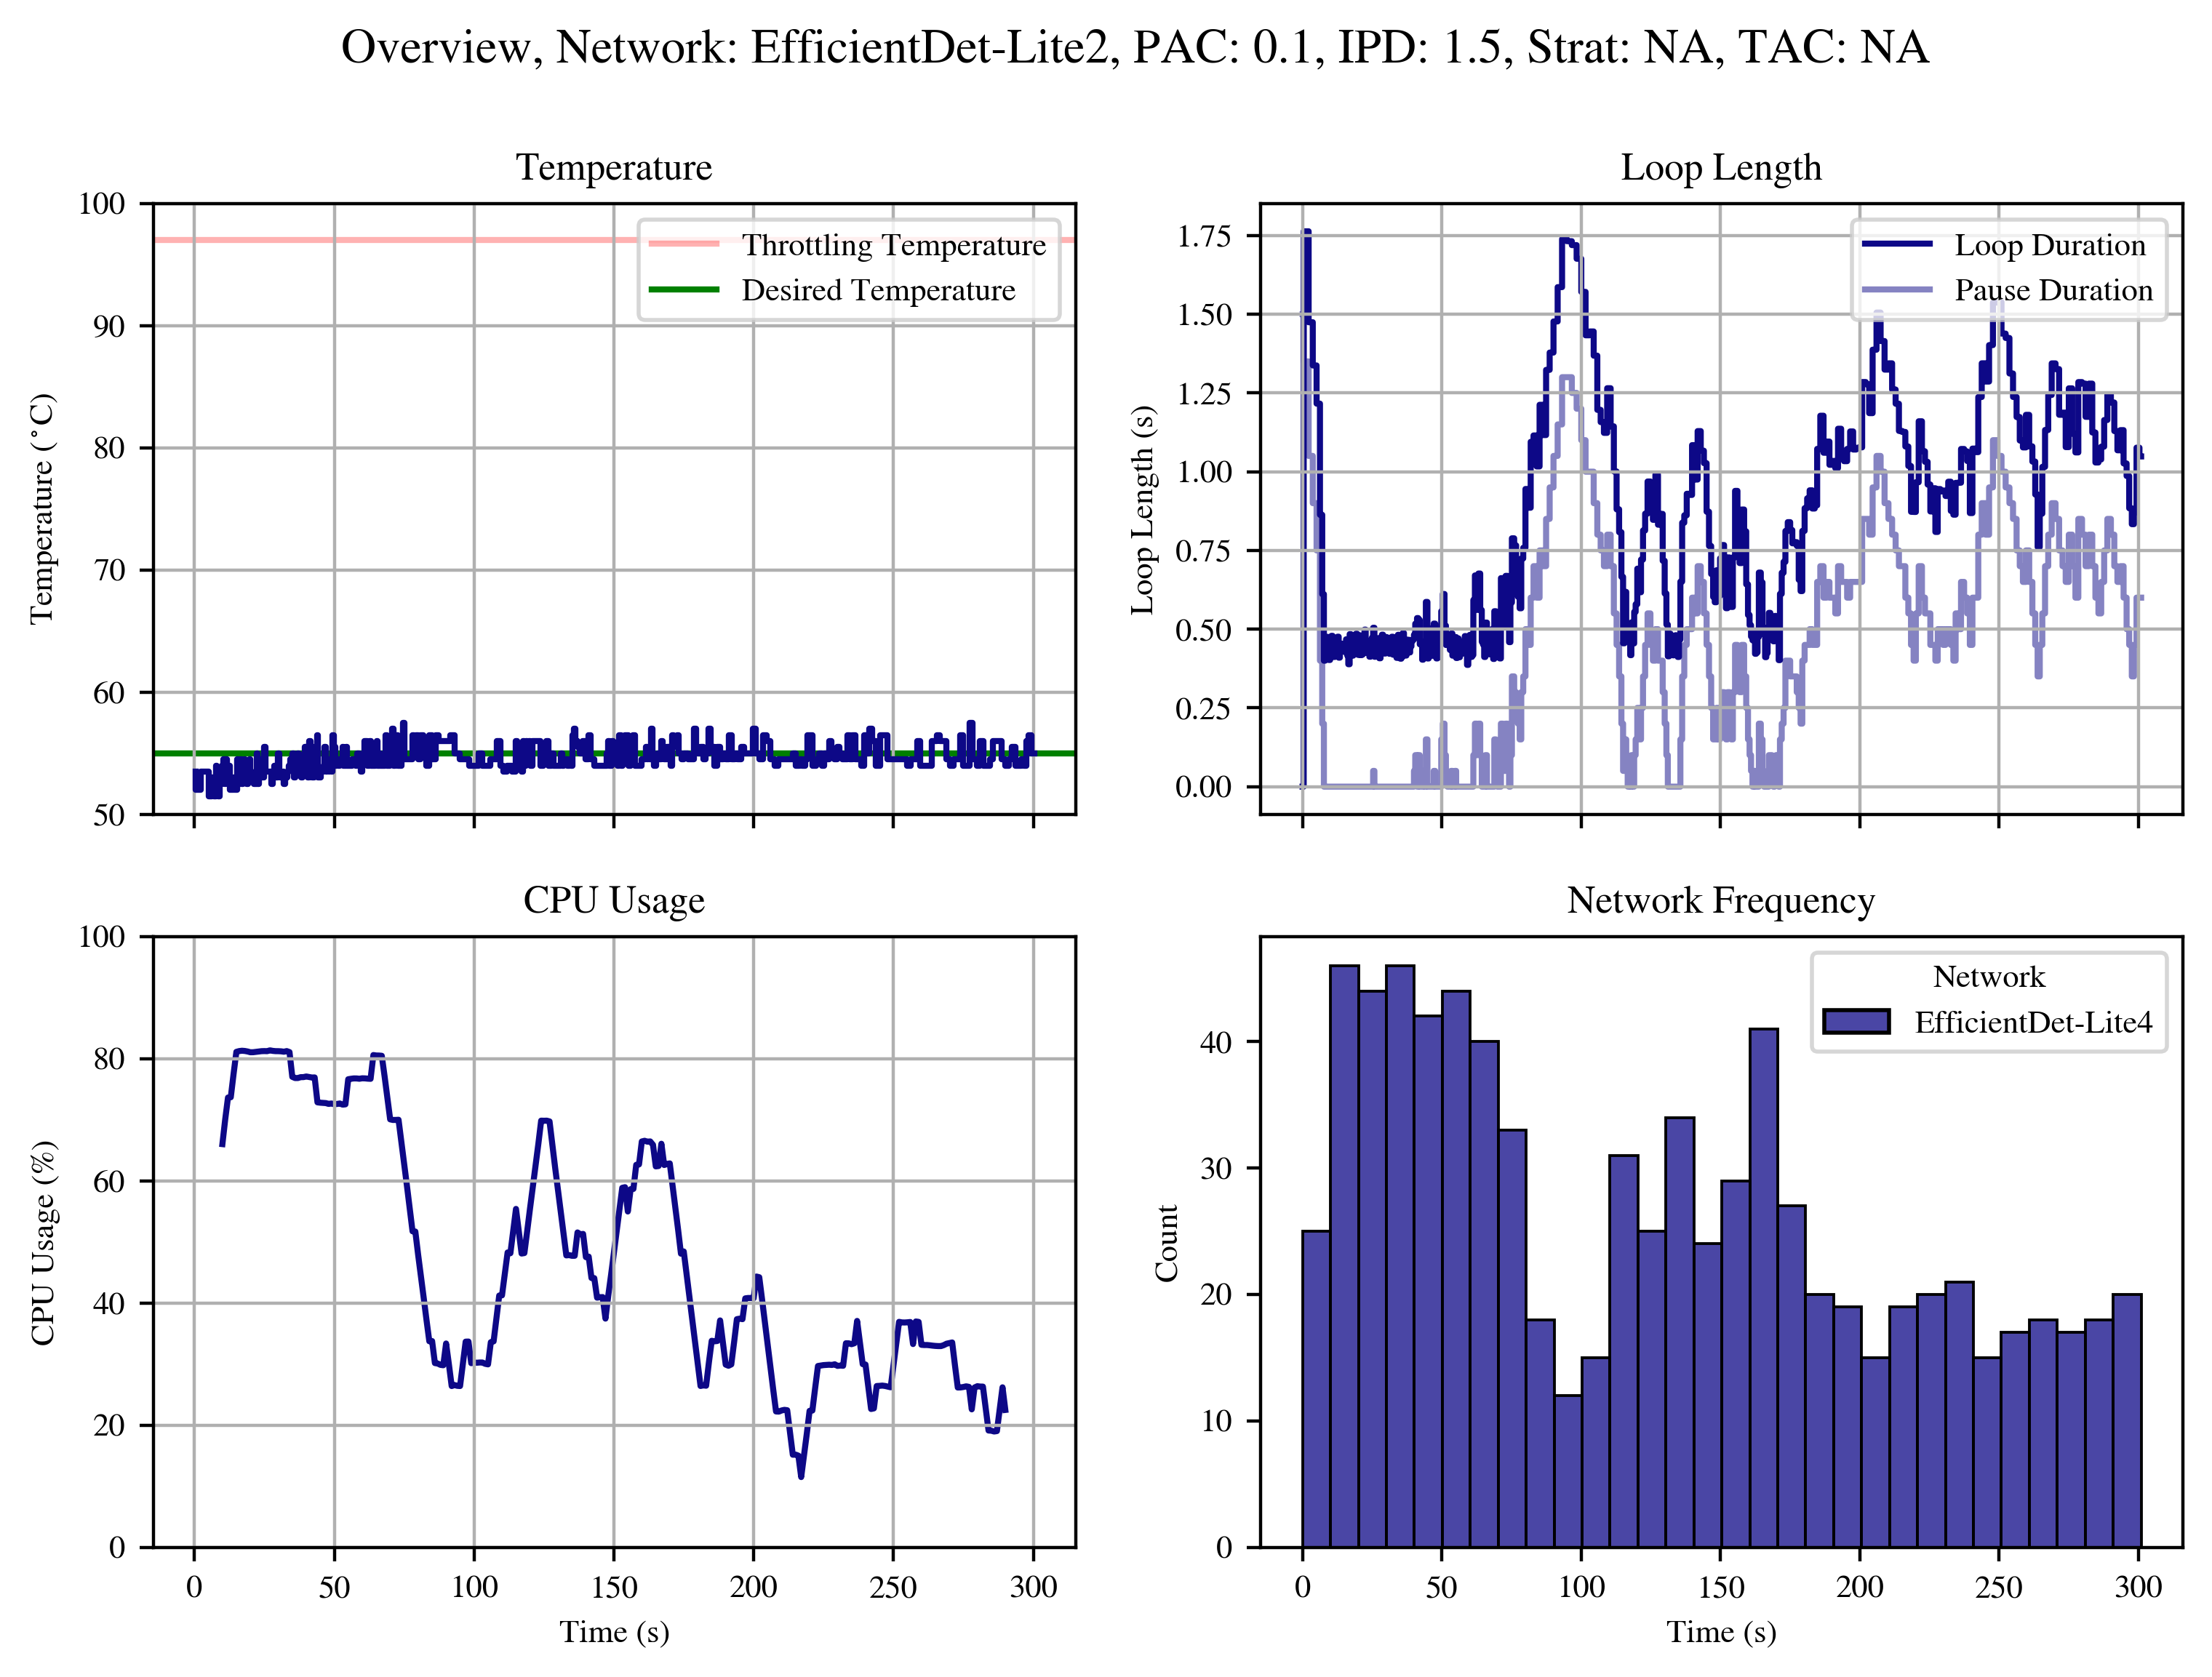 Overview, Network: EfficientDet-Lite2, PAC: 0.1, IPD: 1.5, Strat: NA, TAC: NA
Temperature
Temperature (°C)
100
90
80
70
60
50
Throttling Temperature
Desired Temperature
Loop Length
Loop Length (s)
1.75
1.50
1.25
1.00
0.75
0.50
0.25
0.00
Loop Duration
Pause Duration
CPU Usage
CPU Usage (%)
100
80
60
40
20
0
0 50 100 150 200 250 300
Time (s)
Network Frequency
Count
40
30
20
10
0
Network
EfficientDet-Lite4
0 50 100 150 200 250 300
Time (s)